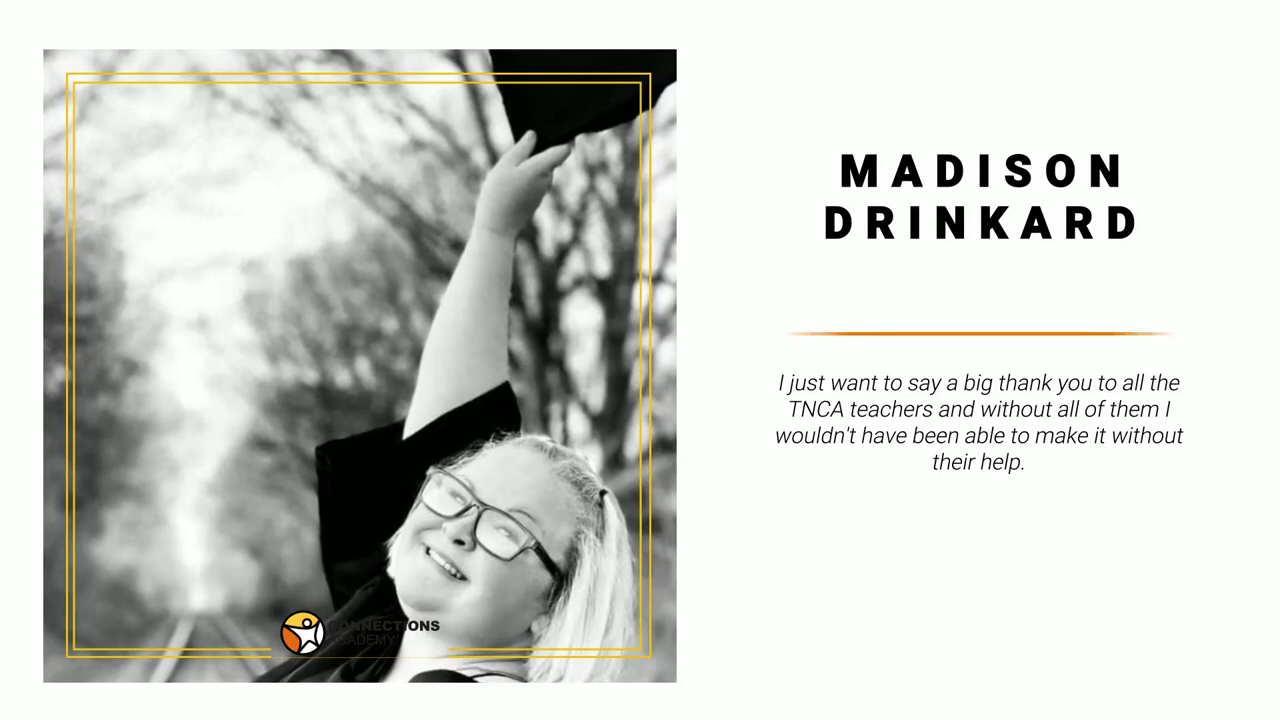 MADISON
DRINKARD
I just want to say a big thank you to all the
TNCA teachers and without all of them I
wouldn't have been able to make it without
their help.
CONNECTIONS
ACADEMY